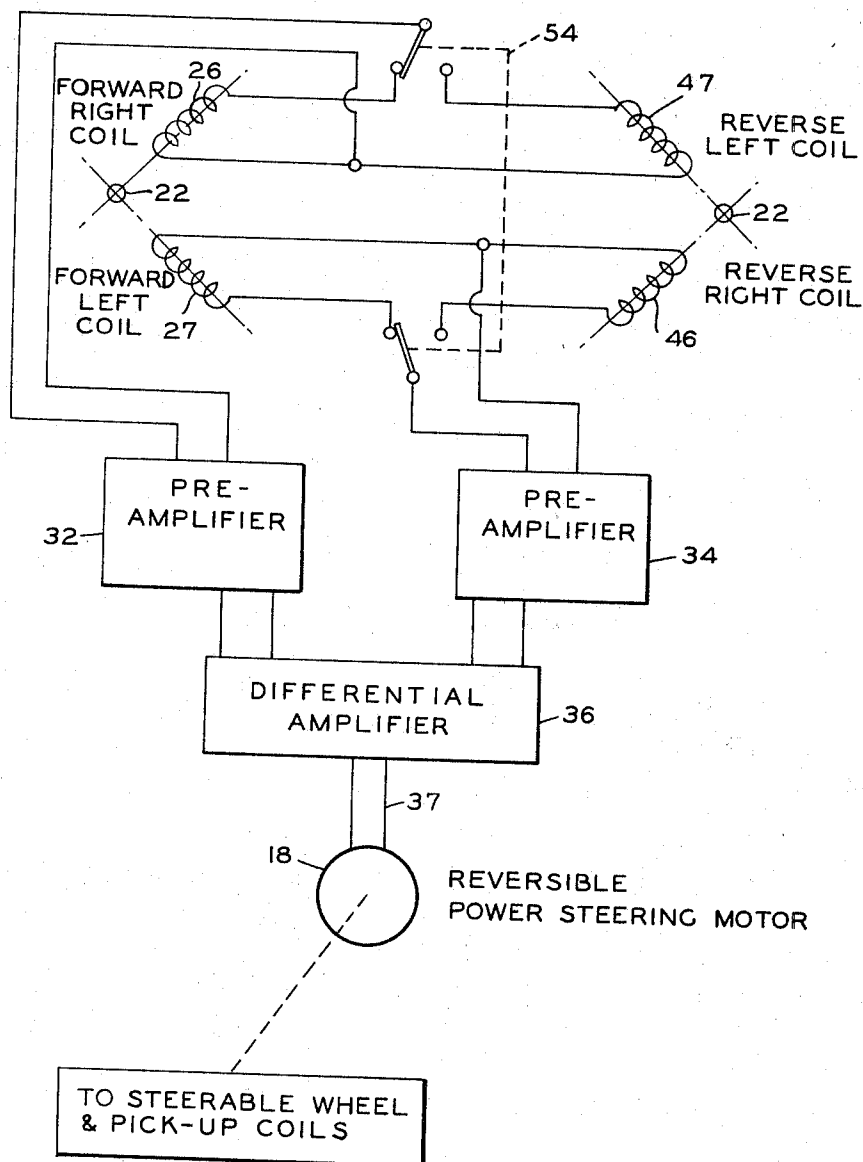 54
26
FORWARD
RIGHT
COIL
47
REVERSE
LEFT COIL
22
22
FORWARD
LEFT
COIL
27
REVERSE
RIGHT COIL
46
PRE-
AMPLIFIER
32
PRE-
AMPLIFIER
34
DIFFERENTIAL
AMPLIFIER
36
37
18
REVERSIBLE
POWER STEERING MOTOR
TO STEERABLE WHEEL
& PICK-UP COILS